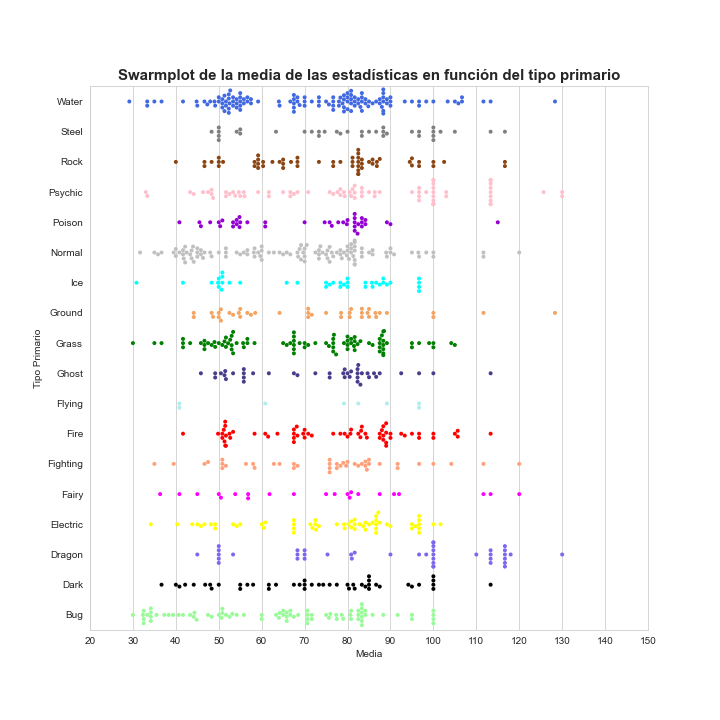 Swarmplot de la media de las estadísticas en función del tipo primario
Tipo Primario
Water
Steel
Rock
Psychic
Poison
Normal
Ice
Ground
Grass
Ghost
Flying
Fire
Fighting
Fairy
Electric
Dragon
Dark
Bug
20 30 40 50 60 70 80 90 100 110 120 130 140 150
Media